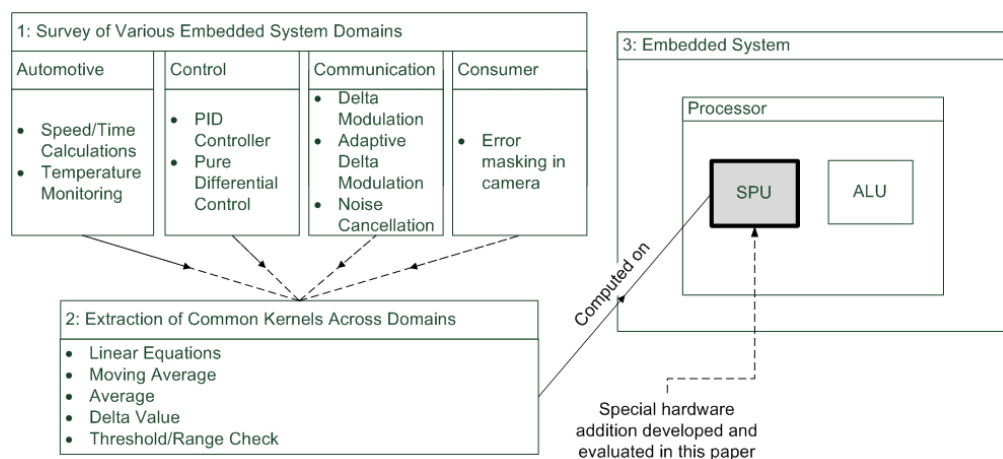 1: Survey of Various Embedded System Domains
Automotive
Speed/Time
Calculations
Temperature
Monitoring
Control
PID
Controller
Pure
Differential
Control
Communication
Delta
Modulation
Adaptive
Delta
Modulation
Noise
Cancellation
Consumer
Error
masking in
camera
2: Extraction of Common Kernels Across Domains
Linear Equations
Moving Average
Average
Delta Value
Threshold/Range Check
Computed on
3: Embedded System
Processor
SPU
ALU
Special hardware
addition developed and
evaluated in this paper